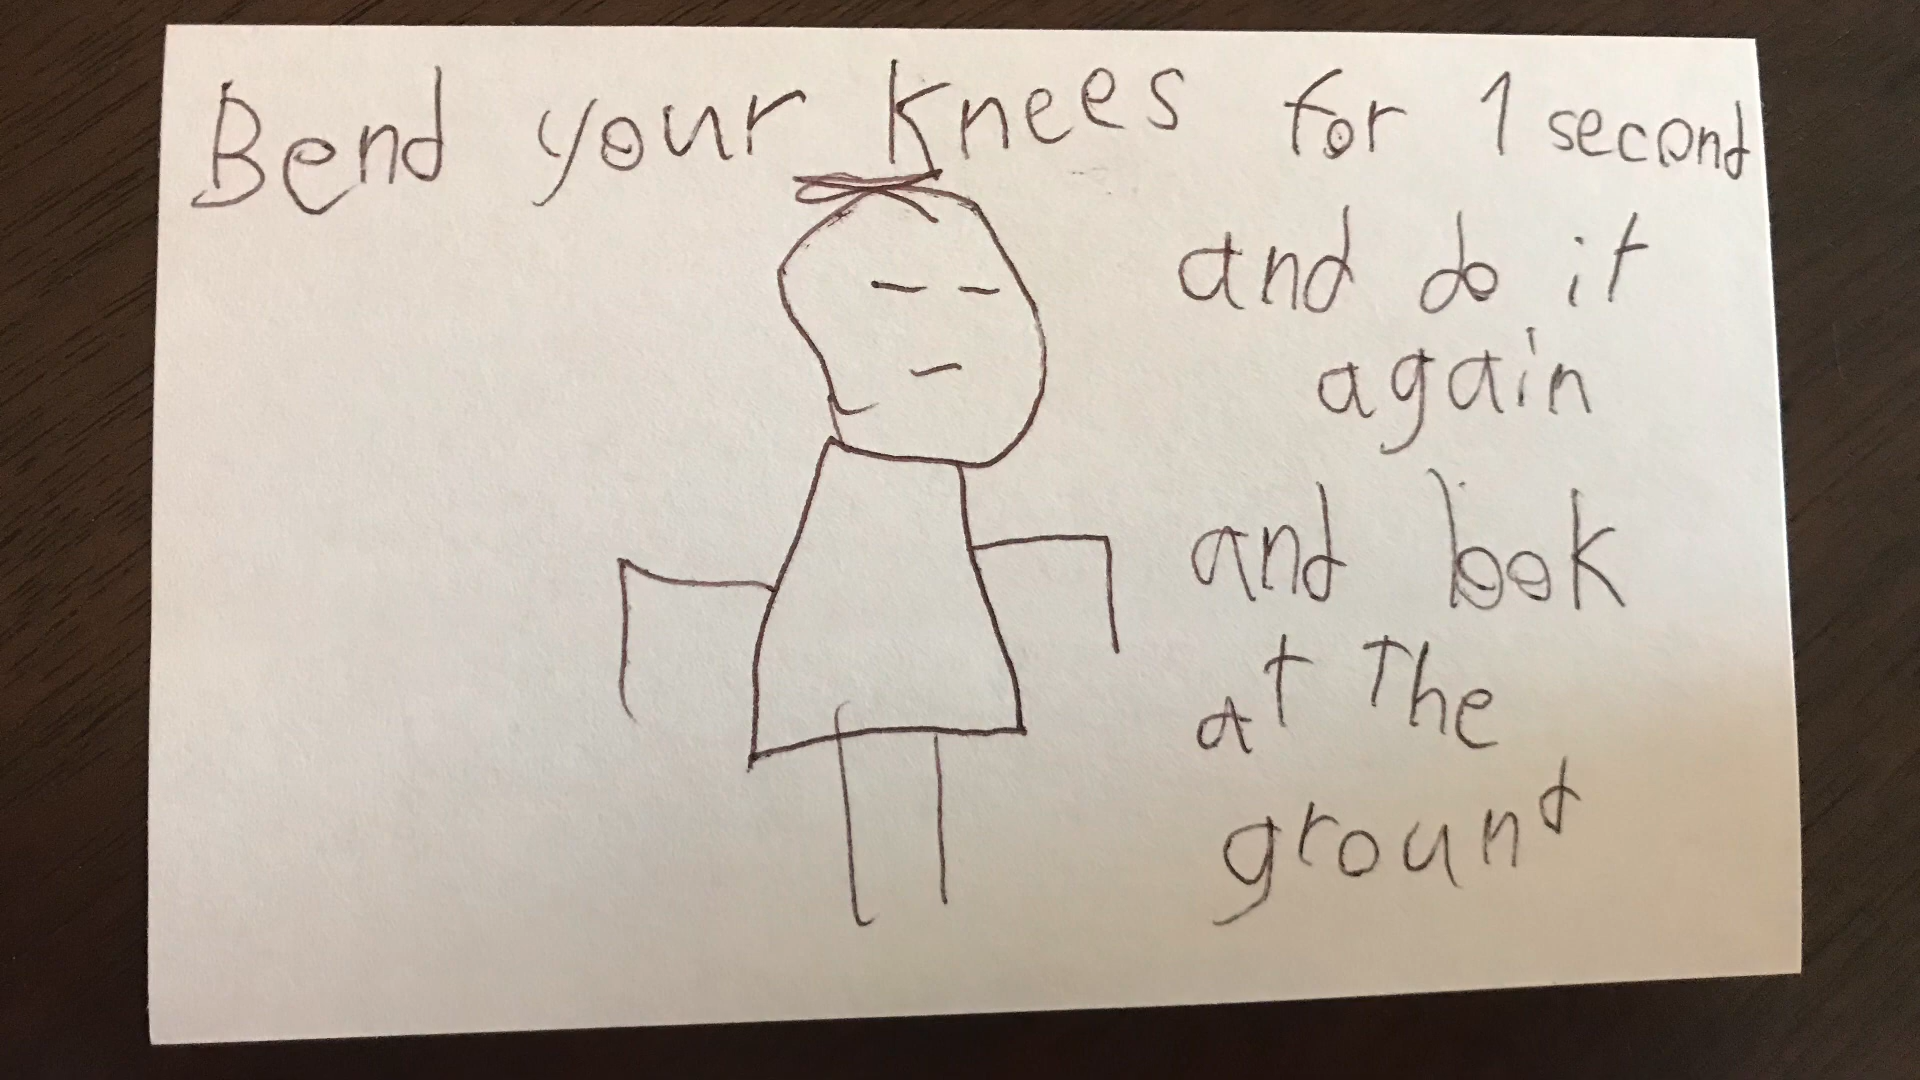 Bend your knees for 1 second
and do it
again
and look
at the
ground